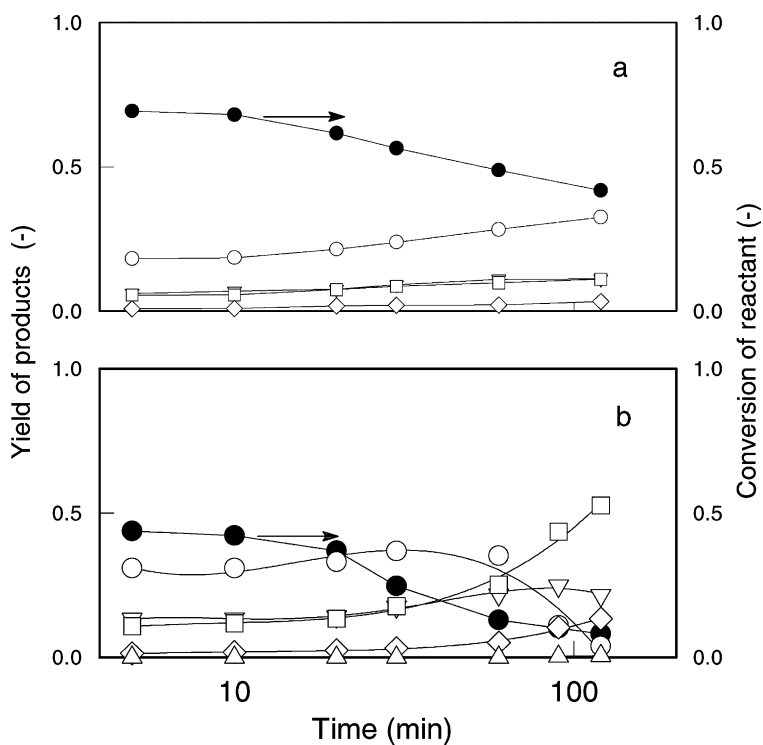 1.0 1.0
a
0.5 0.5
0.0 0.0
Yield of products (-)
Conversion of reactant (-)
1.0 1.0
b
0.5 0.5
0.0 0.0
10 100
Time (min)